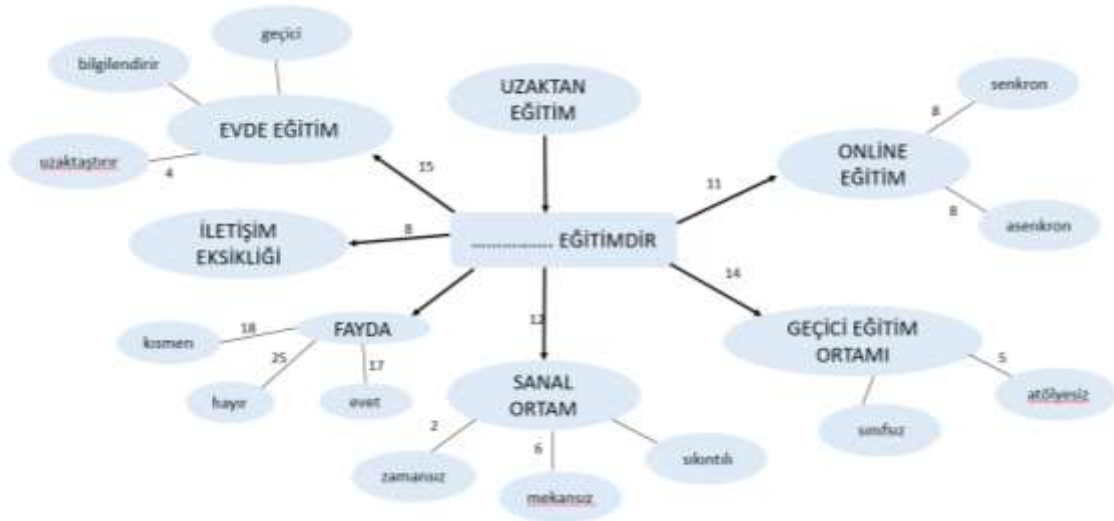 geçici
bilgilendirir
UZAKTAN
EĞİTİM
senkron
8
EVDE EĞİTİM
ONLİNE
EĞİTİM
uzaktaştırır
4
15
11
8
asenkron
İLETİŞİM
EKSİKLİĞİ
8
.................. EĞİTİMDİR
14
kısmen
18
FAYDA
12
GEÇİCİ EĞİTİM
ORTAMI
25
17
hayır
evet
SANAL
ORTAM
5
atölyesiz
2
6
sınıfsız
zamansız
mekansız
sıkıntılı